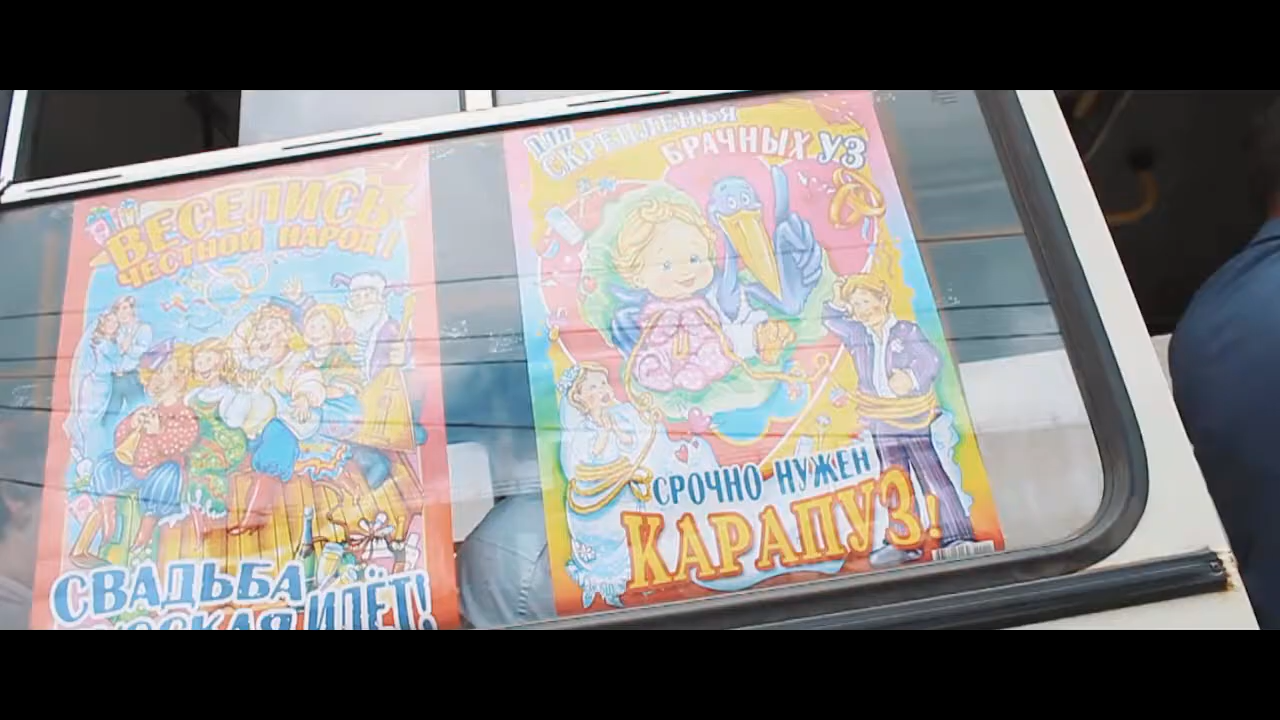 ВЕСЕЛИСЬ
ЧЕСТНОЙ НАРОД!
СВАДЬБА
ИДЁТ!
ДЛЯ
СКРЕПЛЕНЬЯ
БРАЧНЫХ УЗ
СРОЧНО НУЖЕН
КАРАПУЗ!